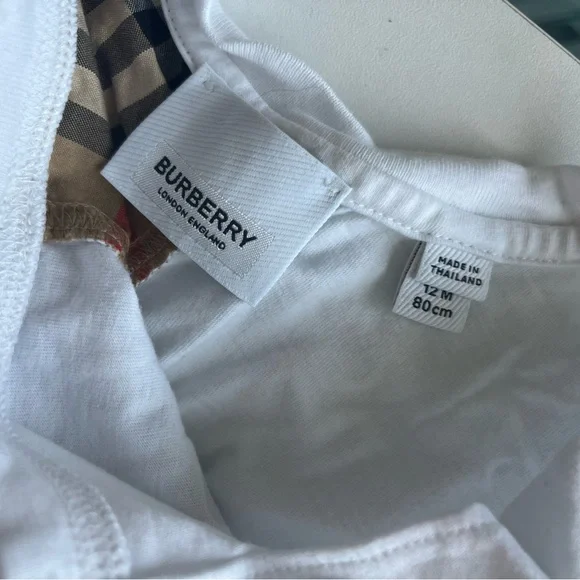 BURBERRY
LONDON ENGLAND
MADE IN
THAILAND
12 M
80cm